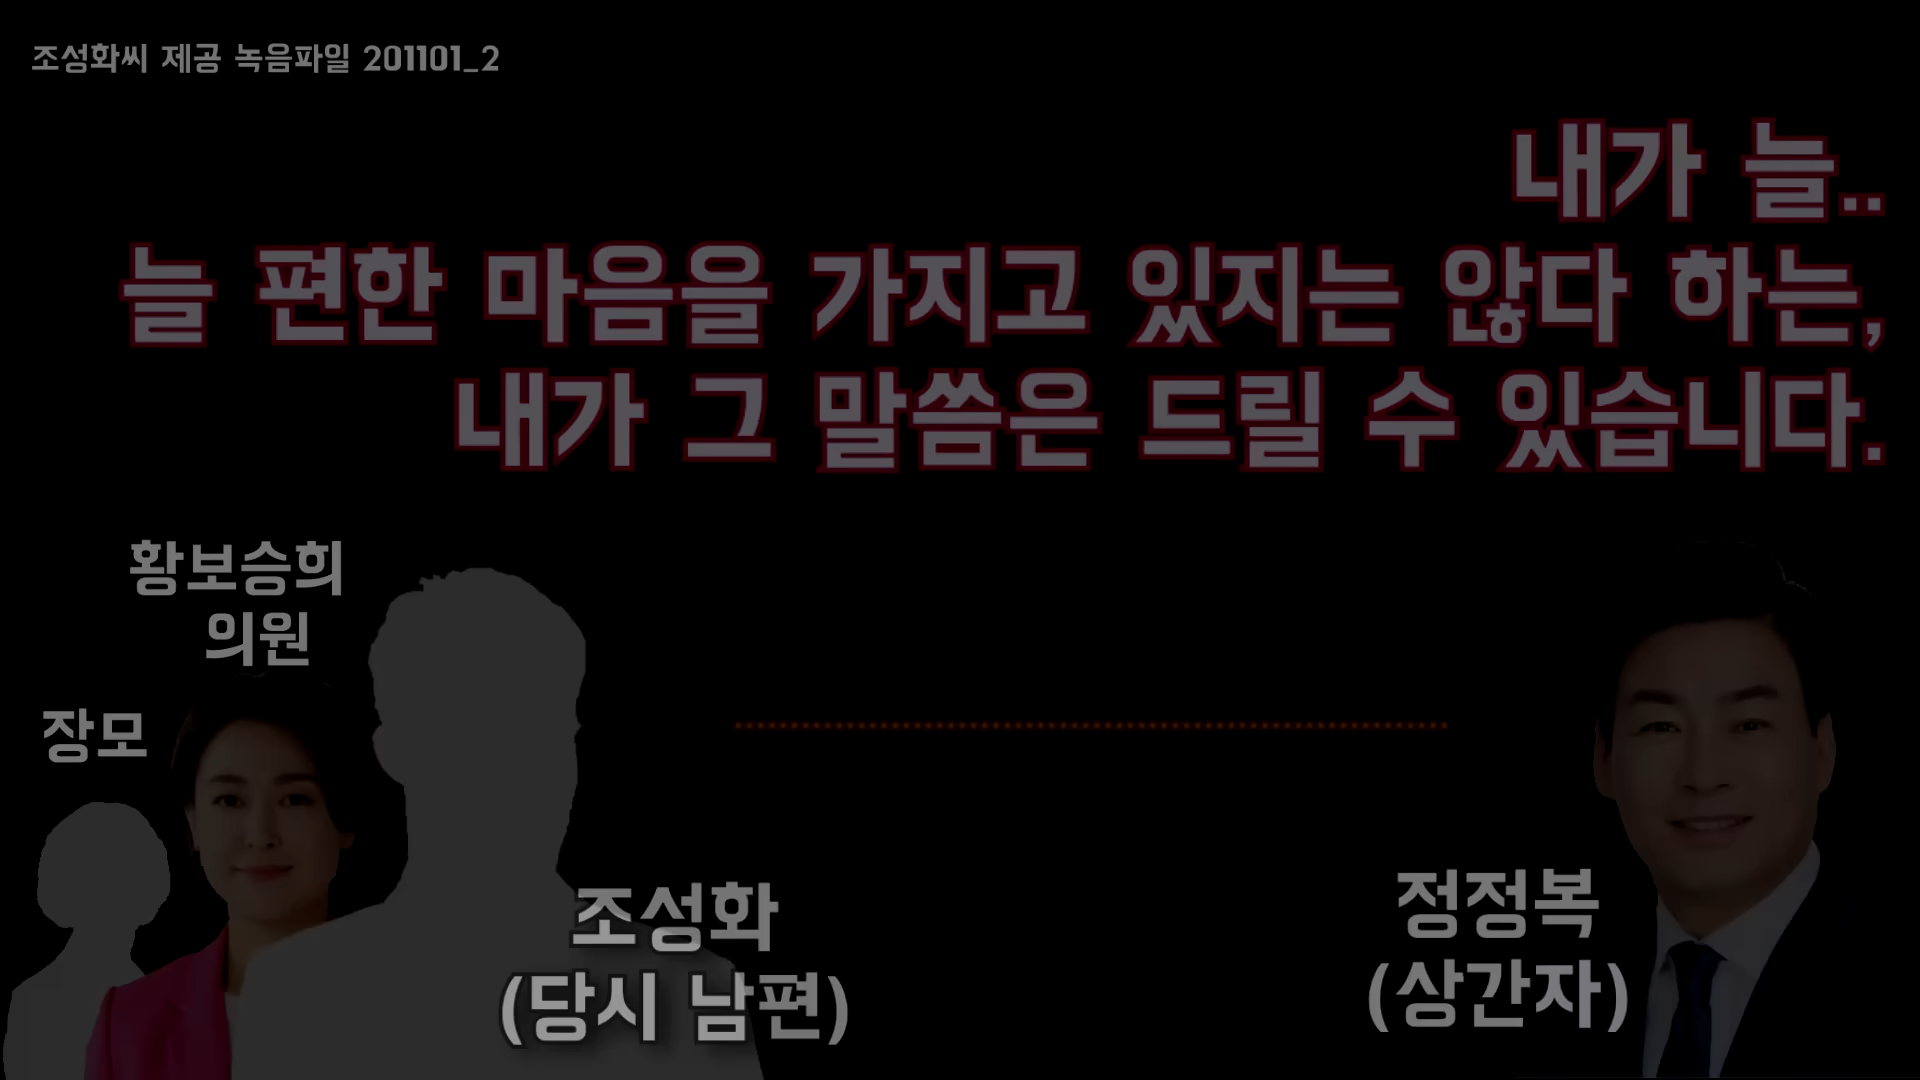 조성화씨 제공 녹음파일 201101_2
내가 늘..
늘 편한 마음을 가지고 있지는 않다 하는,
내가 그 말씀은 드릴 수 있습니다.
황보승희
의원
장모
조성화
(당시 남편)
정정복
(상간자)